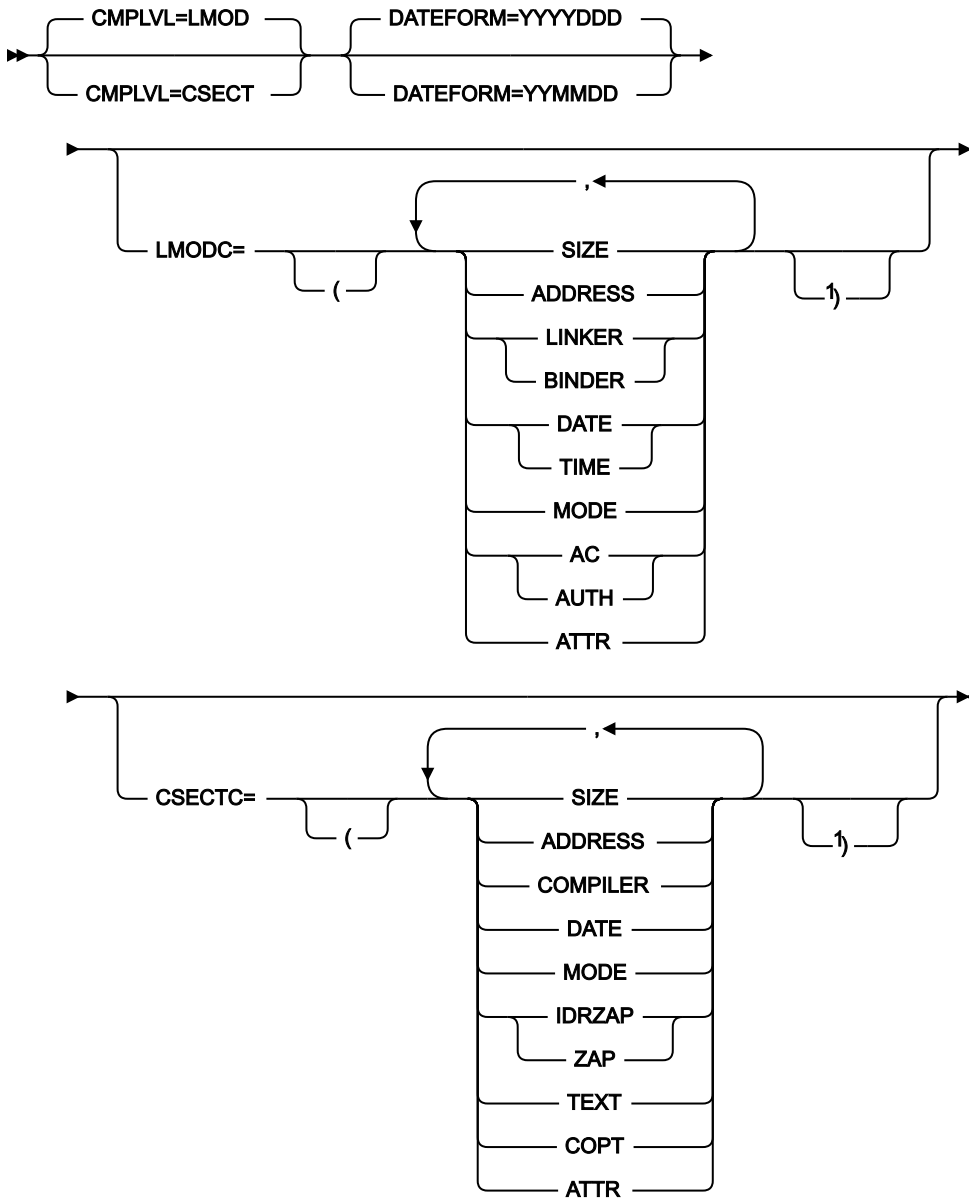 CMPLVL=LMOD DATEFORM=YYYYDDD
CMPLVL=CSECT DATEFORM=YYMMDD
,
LMODC= SIZE
( ADDRESS 1)
LINKER
BINDER
DATE
TIME
MODE
AC
AUTH
ATTR
,
CSECTC= SIZE
( ADDRESS 1)
COMPILER
DATE
MODE
IDRZAP
ZAP
TEXT
COPT
ATTR